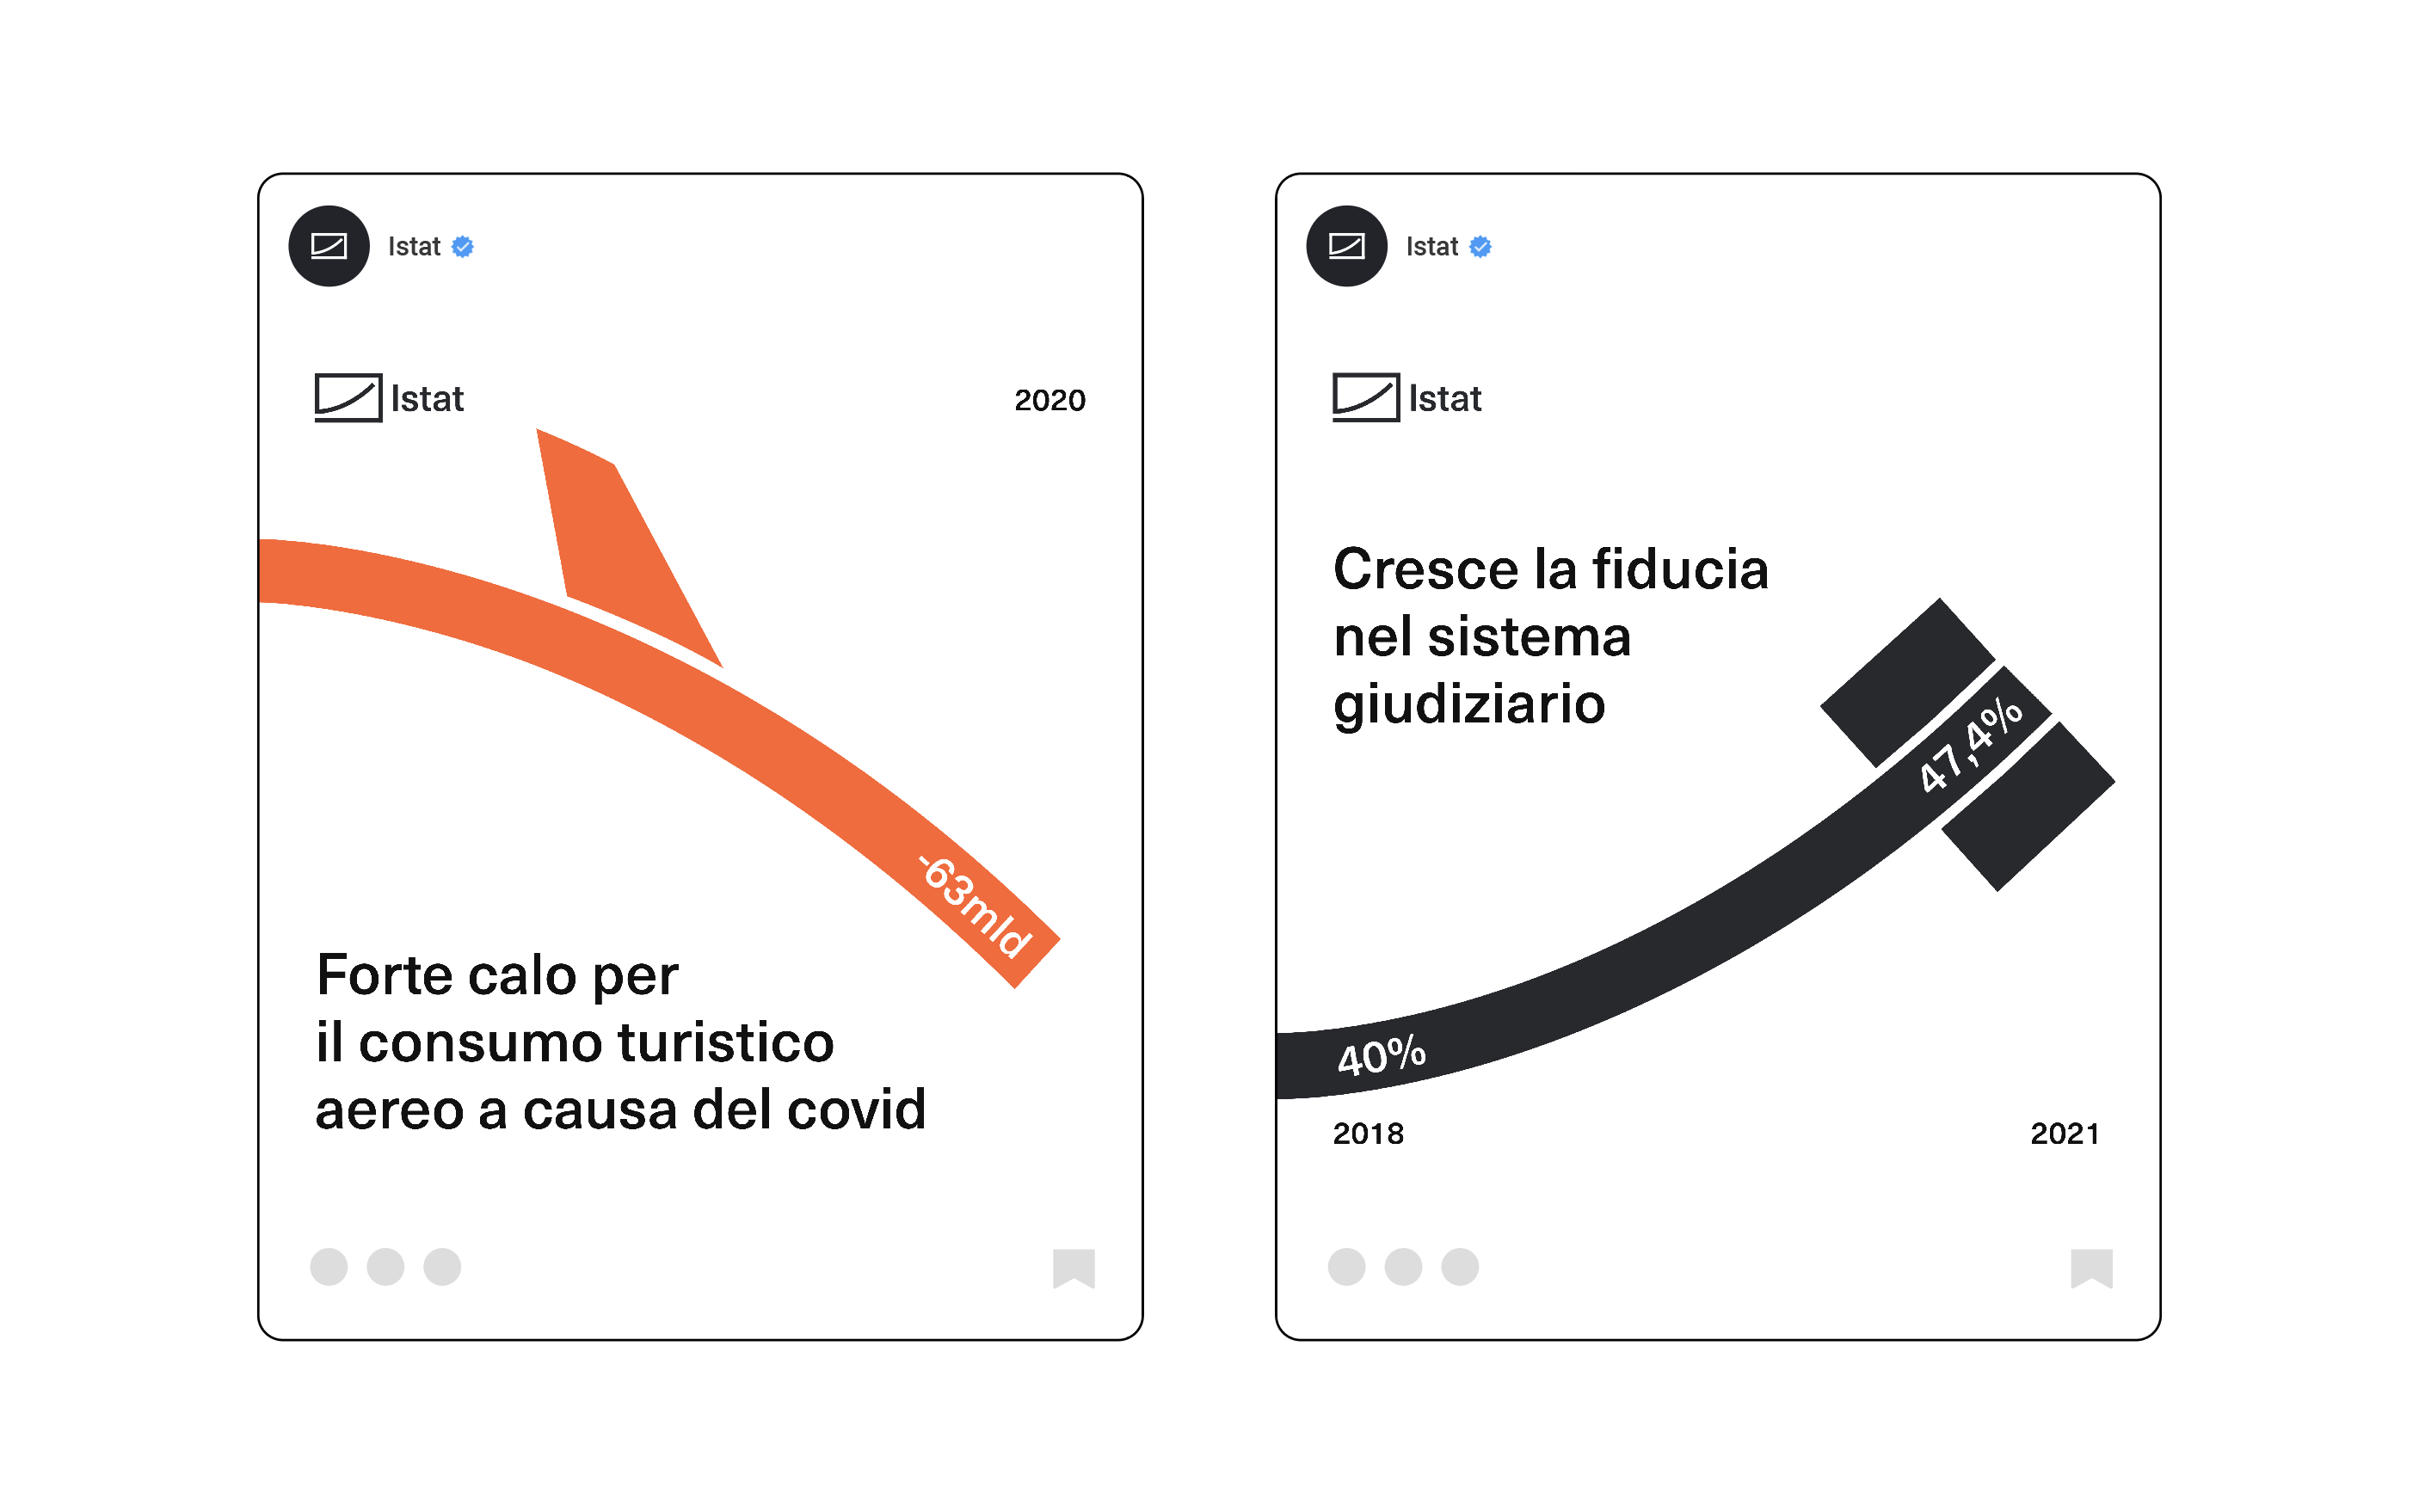 Istat
Istat
2020
-63mld
Forte calo per
il consumo turistico
aereo a causa del covid
Istat
Istat
Cresce la fiducia
nel sistema
giudiziario
47,4%
40%
2018
2021